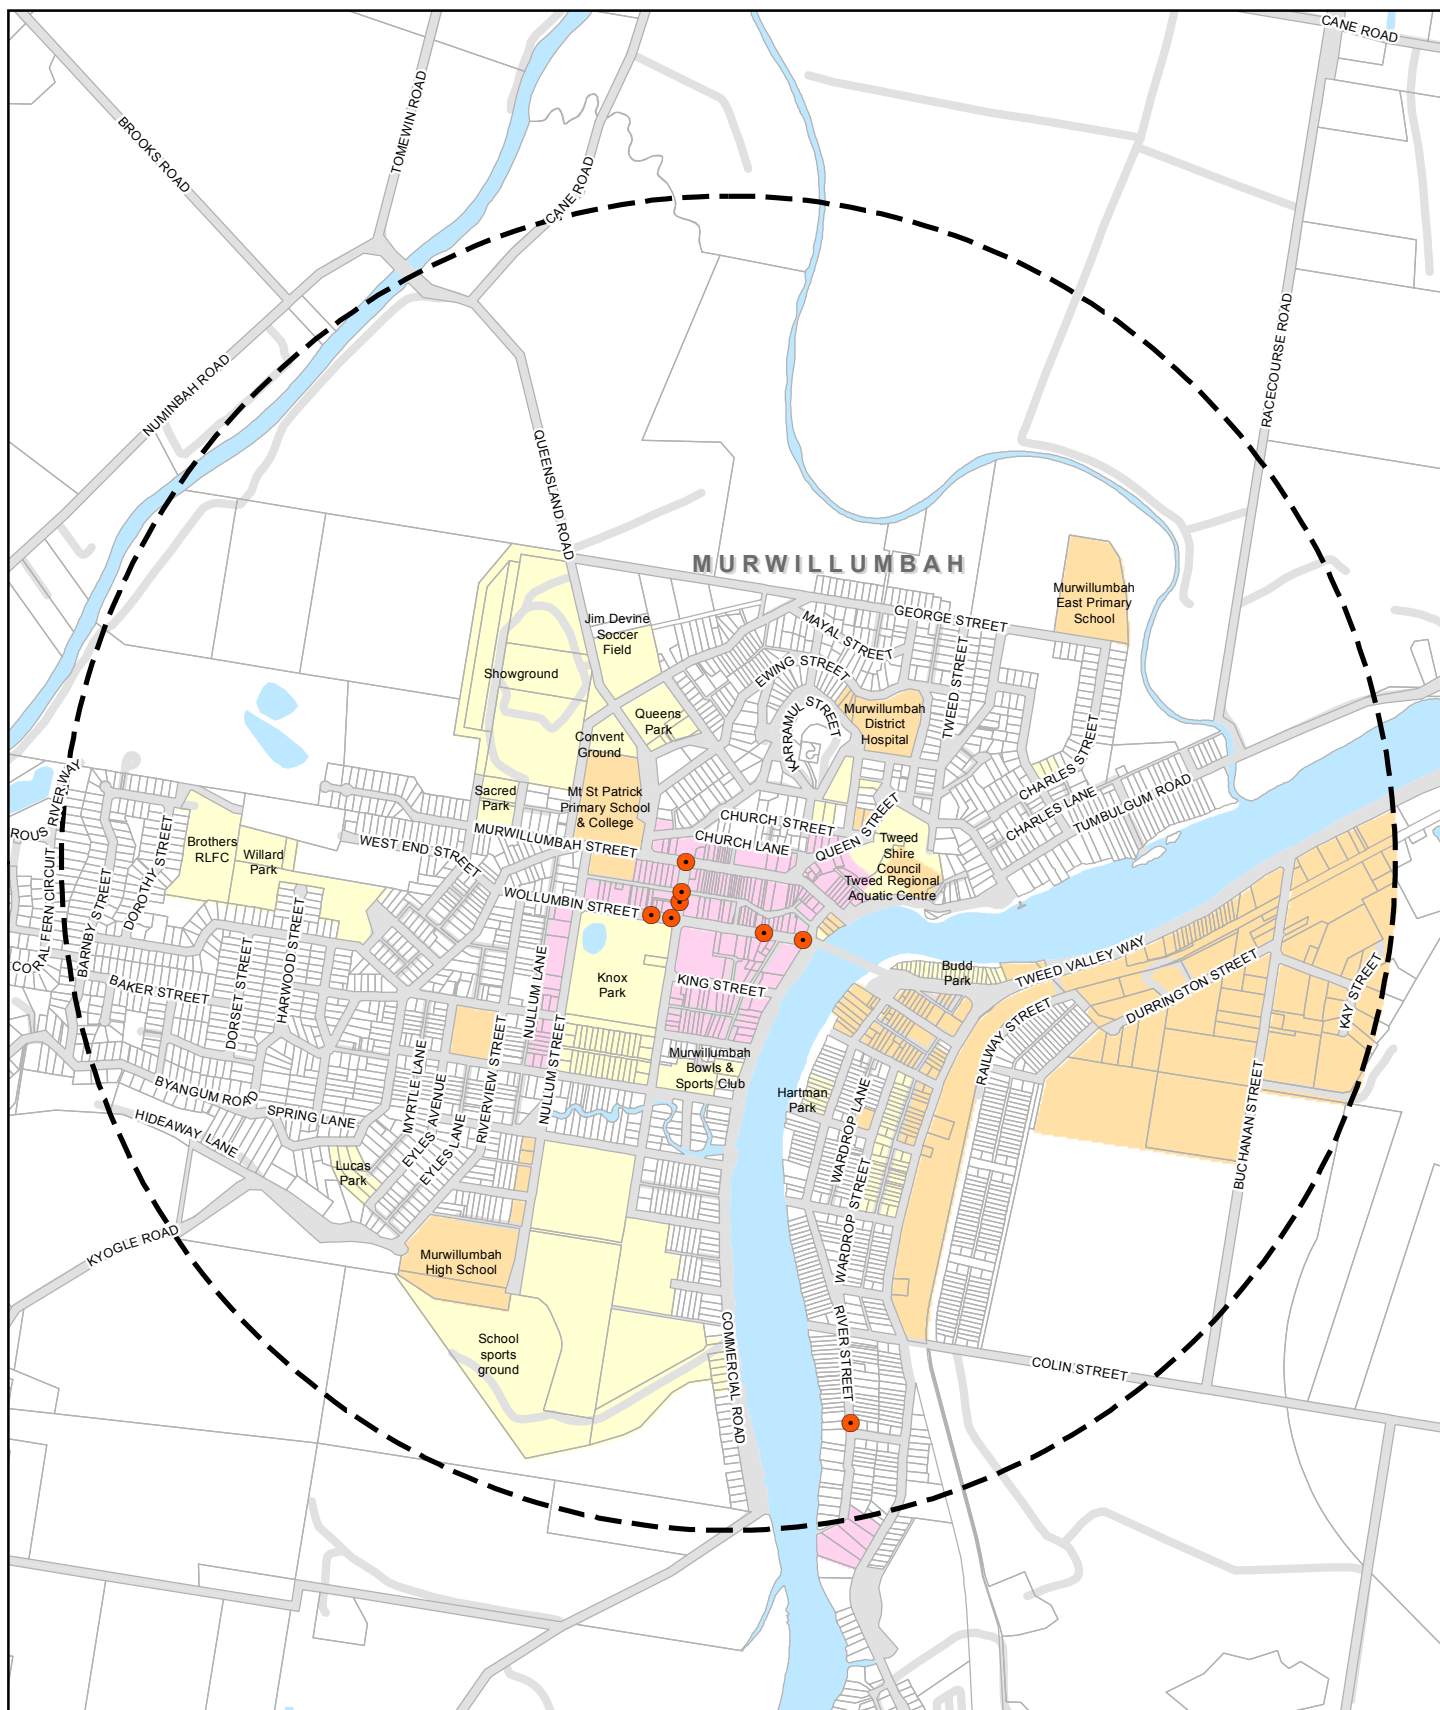 CANE ROAD
BROOKS ROAD
TOMEWIN ROAD
CANE ROAD
NUMINBAH ROAD
RACECOURSE ROAD
QUEENSLAND ROAD
MURWILLUMBAH
Murwillumbah
East Primary
School
GEORGE STREET
MAYAL STREET
Jim Devine
Soccer
Field
EWING STREET
TWEED STREET
Showground
KARRAMUL STREET
Murwillumbah
District
Hospital
Queens
Park
Convent
Ground
CHARLES STREET
CHARLES LANE
TUMBULGUM ROAD
Sacred
Park
Mt St Patrick
Primary School
& College
CHURCH STREET
CHURCH LANE
QUEEN STREET
MURWILLUMBAH STREET
WEST END STREET
Brothers
RLFC
Willard
Park
Tweed
Shire
Council
Tweed Regional
Aquatic Centre
ROUS RIVER WAY
DOROTHY STREET
BARNBY STREET
CORAL FERN CIRCUIT
WOLLUMBIN STREET
HARWOOD STREET
DORSET STREET
BAKER STREET
NULLUM LANE
Knox
Park
KING STREET
Budd
Park
TWEED VALLEY WAY
DURRINGTON STREET
KAY STREET
RAILWAY STREET
BYANGUM ROAD
SPRING LANE
HIDEAWAY LANE
MYRTLE LANE
EYLES AVENUE
EYLES LANE
RIVERVIEW STREET
NULLUM STREET
Murwillumbah
Bowls &
Sports Club
Hartman
Park
WARDROP LANE
WARDROP STREET
BUCHANAN STREET
Lucas
Park
KYOGLE ROAD
Murwillumbah
High School
School
sports
ground
COMMERCIAL ROAD
RIVER STREET
COLIN STREET